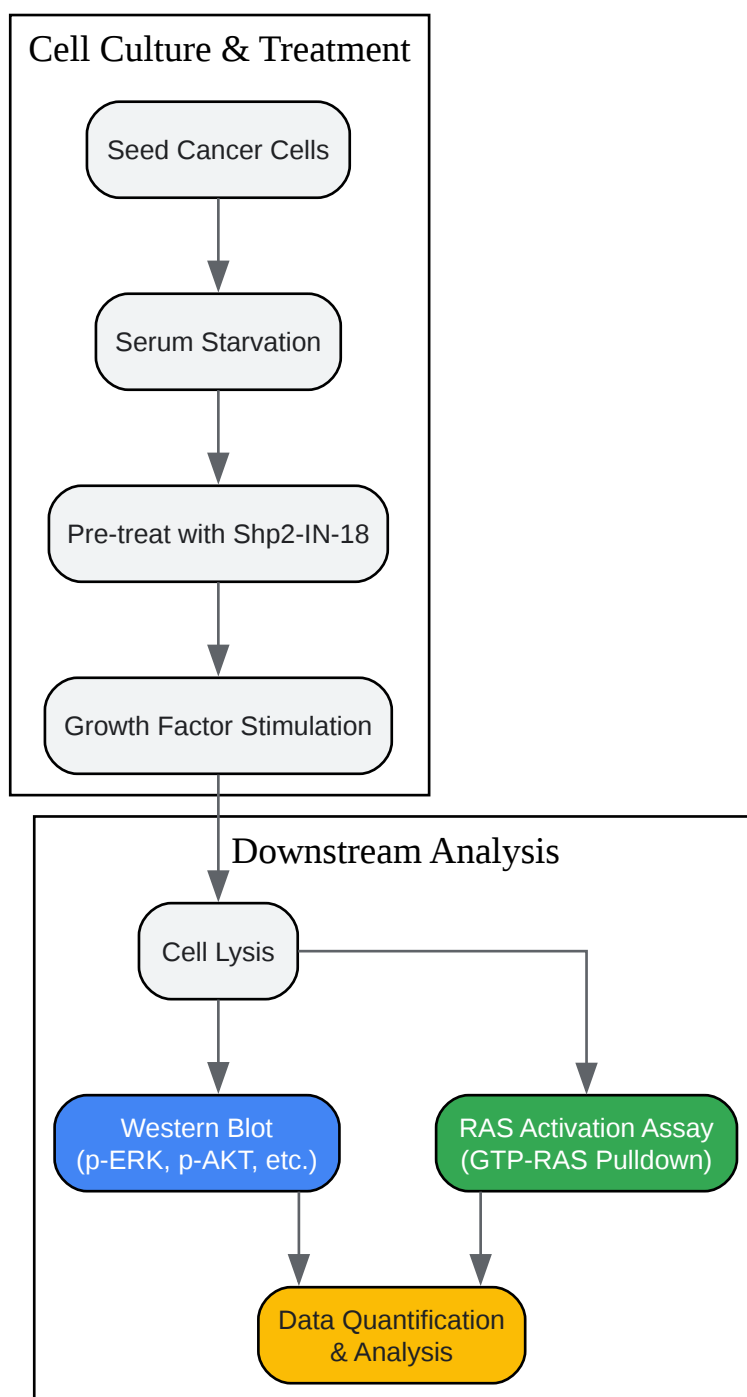 Cell Culture & Treatment
Seed Cancer Cells
Serum Starvation
Pre-treat with Shp2-IN-18
Growth Factor Stimulation
Downstream Analysis
Cell Lysis
Western Blot
(p-ERK, p-AKT, etc.)
RAS Activation Assay
(GTP-RAS Pulldown)
Data Quantification
& Analysis